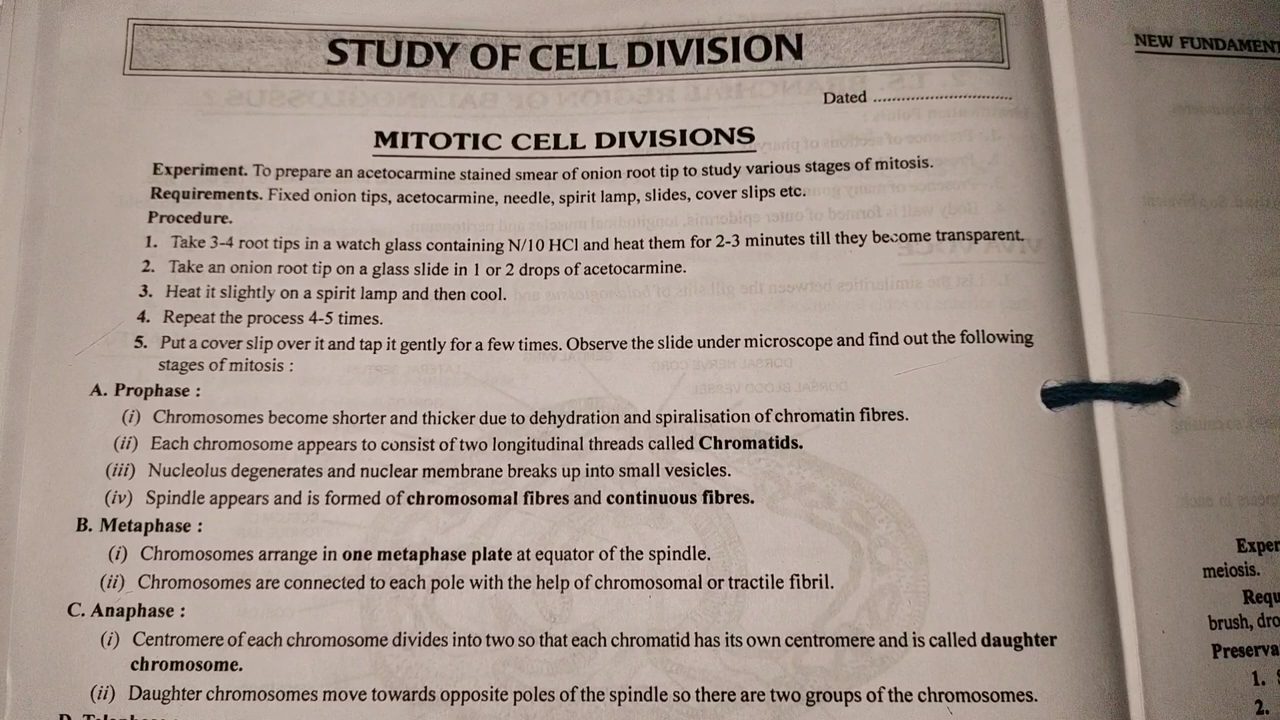 STUDY OF CELL DIVISION
Dated ................................
MITOTIC CELL DIVISIONS
Experiment. To prepare an acetocarmine stained smear of onion root tip to study various stages of mitosis.
Requirements. Fixed onion tips, acetocarmine, needle, spirit lamp, slides, cover slips etc.
Procedure.
1. Take 3-4 root tips in a watch glass containing N/10 HCl and heat them for 2-3 minutes till they become transparent.
2. Take an onion root tip on a glass slide in 1 or 2 drops of acetocarmine.
3. Heat it slightly on a spirit lamp and then cool.
4. Repeat the process 4-5 times.
5. Put a cover slip over it and tap it gently for a few times. Observe the slide under microscope and find out the following
stages of mitosis :
A. Prophase :
(i) Chromosomes become shorter and thicker due to dehydration and spiralisation of chromatin fibres.
(ii) Each chromosome appears to consist of two longitudinal threads called Chromatids.
(iii) Nucleolus degenerates and nuclear membrane breaks up into small vesicles.
(iv) Spindle appears and is formed of chromosomal fibres and continuous fibres.
B. Metaphase :
(i) Chromosomes arrange in one metaphase plate at equator of the spindle.
(ii) Chromosomes are connected to each pole with the help of chromosomal or tractile fibril.
C. Anaphase :
(i) Centromere of each chromosome divides into two so that each chromatid has its own centromere and is called daughter
chromosome.
(ii) Daughter chromosomes move towards opposite poles of the spindle so there are two groups of the chromosomes.
NEW FUNDAMENT
Exper
meiosis.
Requ
brush, dro
Preserva
1.
2.